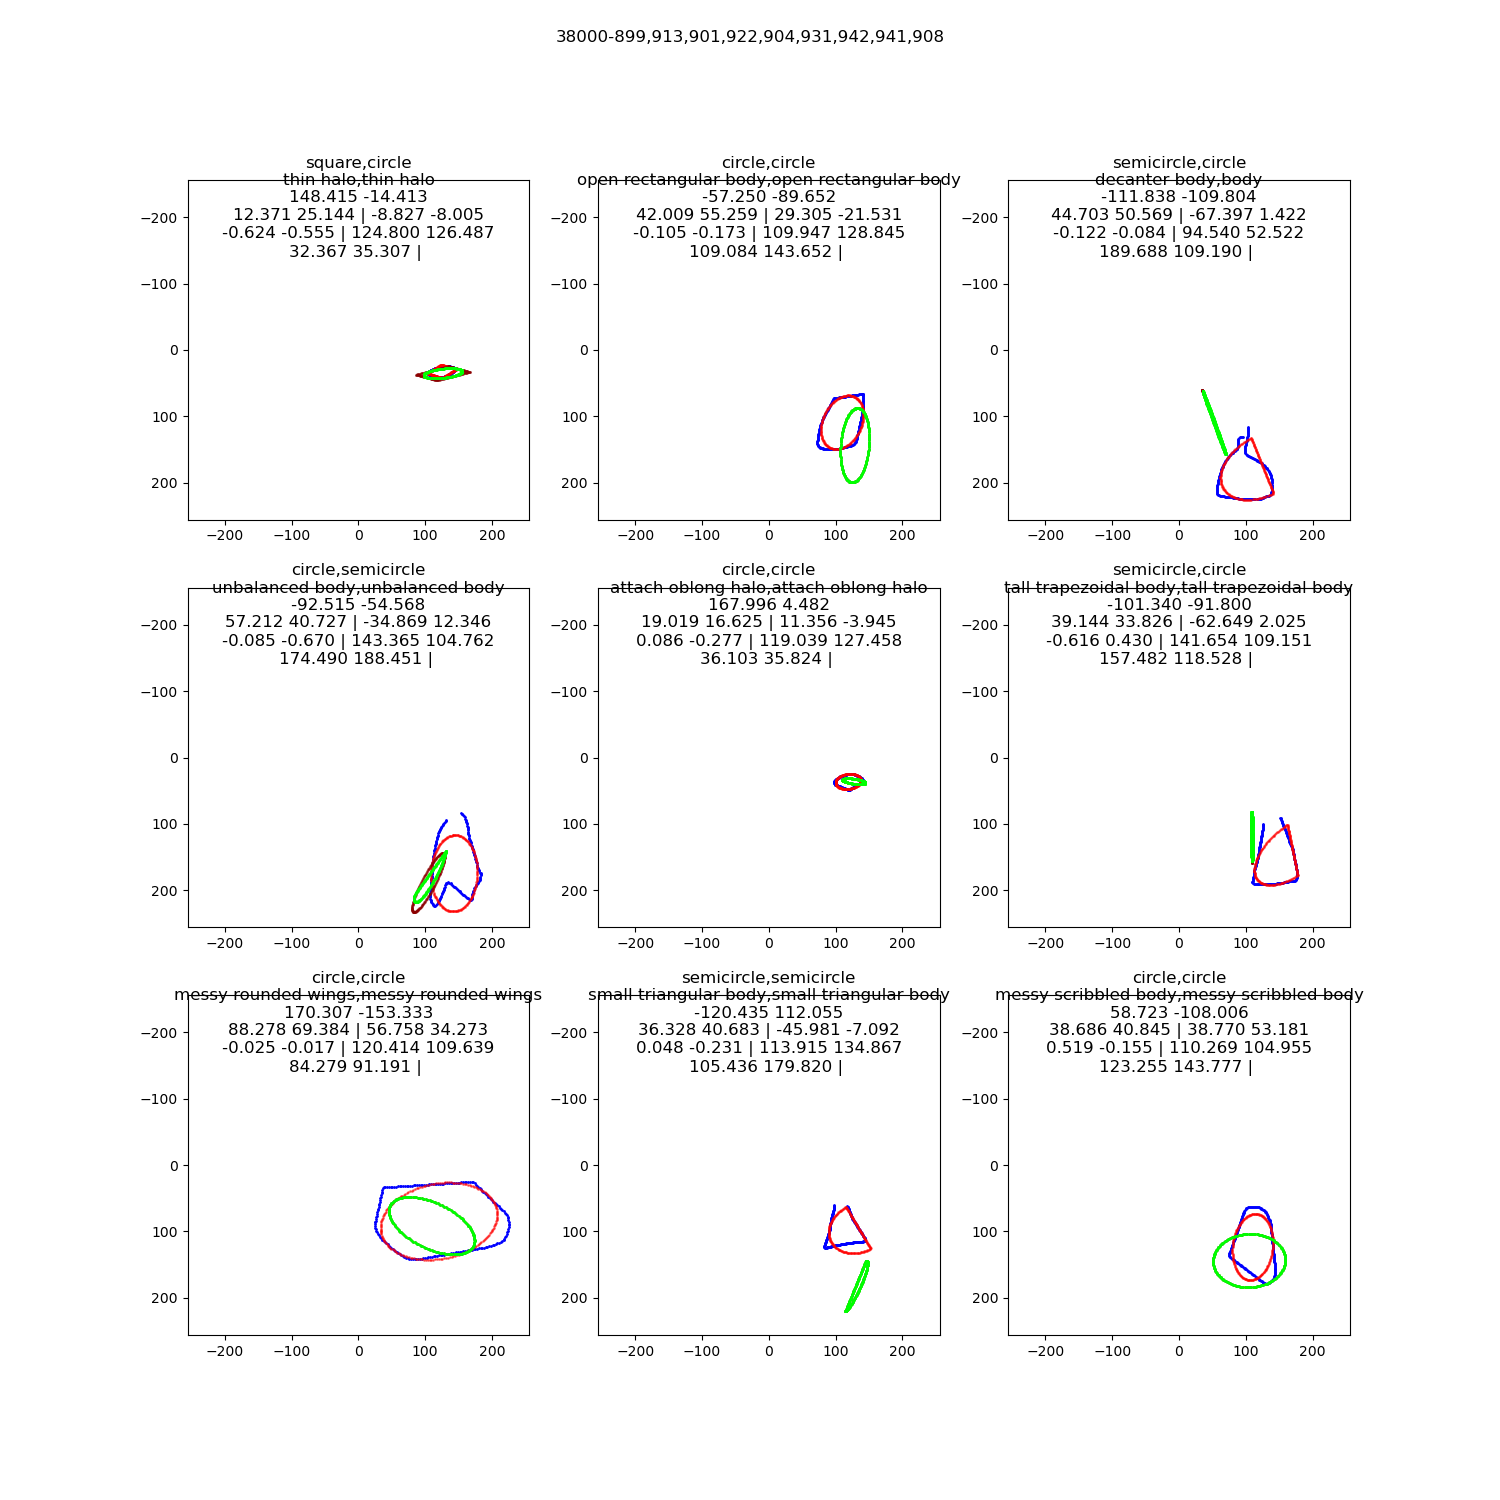 38000-899,913,901,922,904,931,942,941,908
square,circle
thin halo,thin halo
148.415 -14.413
12.371 25.144 | -8.827 -8.005
-0.624 -0.555 | 124.800 126.487
32.367 35.307 |
−200
−100
0
100
200
−200 −100 0 100 200
circle,circle
open rectangular body,open rectangular body
-57.250 -89.652
42.009 55.259 | 29.305 -21.531
-0.105 -0.173 | 109.947 128.845
109.084 143.652 |
−200
−100
0
100
200
−200 −100 0 100 200
semicircle,circle
decanter body,body
-111.838 -109.804
44.703 50.569 | -67.397 1.422
-0.122 -0.084 | 94.540 52.522
189.688 109.190 |
−200
−100
0
100
200
−200 −100 0 100 200
circle,semicircle
unbalanced body,unbalanced body
-92.515 -54.568
57.212 40.727 | -34.869 12.346
-0.085 -0.670 | 143.365 104.762
174.490 188.451 |
−200
−100
0
100
200
−200 −100 0 100 200
circle,circle
attach oblong halo,attach oblong halo
167.996 4.482
19.019 16.625 | 11.356 -3.945
0.086 -0.277 | 119.039 127.458
36.103 35.824 |
−200
−100
0
100
200
−200 −100 0 100 200
semicircle,circle
tall trapezoidal body,tall trapezoidal body
-101.340 -91.800
39.144 33.826 | -62.649 2.025
-0.616 0.430 | 141.654 109.151
157.482 118.528 |
−200
−100
0
100
200
−200 −100 0 100 200
circle,circle
messy rounded wings,messy rounded wings
170.307 -153.333
88.278 69.384 | 56.758 34.273
-0.025 -0.017 | 120.414 109.639
84.279 91.191 |
−200
−100
0
100
200
−200 −100 0 100 200
semicircle,semicircle
small triangular body,small triangular body
-120.435 112.055
36.328 40.683 | -45.981 -7.092
0.048 -0.231 | 113.915 134.867
105.436 179.820 |
−200
−100
0
100
200
−200 −100 0 100 200
circle,circle
messy scribbled body,messy scribbled body
58.723 -108.006
38.686 40.845 | 38.770 53.181
0.519 -0.155 | 110.269 104.955
123.255 143.777 |
−200
−100
0
100
200
−200 −100 0 100 200